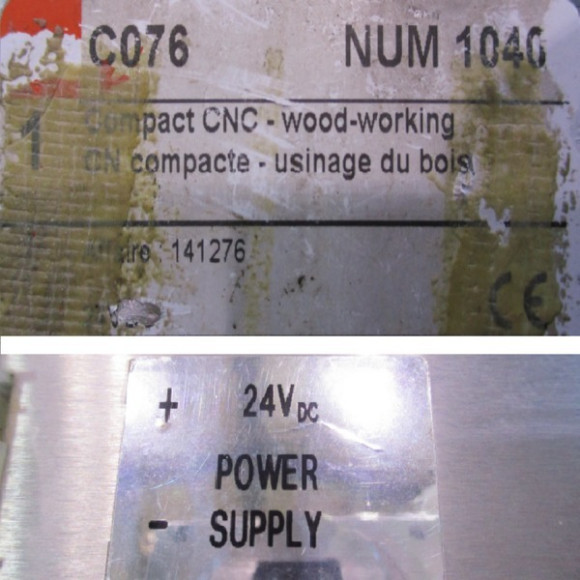 C076 NUM 1040
1 Compact CNC - wood-working
CN compacte - usinage du bois
: 141276
CE
+ 24VDC
POWER
- SUPPLY